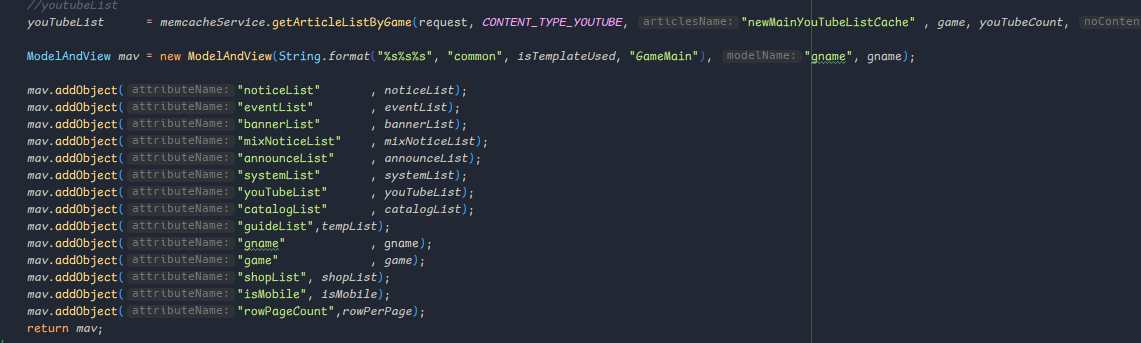 //youtubeList
youTubeList = memcacheService.getArticleListByGame(request, CONTENT_TYPE_YOUTUBE, articlesName: "newMainYouTubeListCache" , game, youTubeCount, noConten
ModelAndView mav = new ModelAndView(String.format("%s%s%s", "common", isTemplateUsed, "GameMain"), modelName: "gname", gname);
mav.addObject( attributeName: "noticeList" , noticeList);
mav.addObject( attributeName: "eventList" , eventList);
mav.addObject( attributeName: "bannerList" , bannerList);
mav.addObject( attributeName: "mixNoticeList" , mixNoticeList);
mav.addObject( attributeName: "announceList" , announceList);
mav.addObject( attributeName: "systemList" , systemList);
mav.addObject( attributeName: "youTubeList" , youTubeList);
mav.addObject( attributeName: "catalogList" , catalogList);
mav.addObject( attributeName: "guideList",tempList);
mav.addObject( attributeName: "gname" , gname);
mav.addObject( attributeName: "game" , game);
mav.addObject( attributeName: "shopList", shopList);
mav.addObject( attributeName: "isMobile", isMobile);
mav.addObject( attributeName: "rowPageCount",rowPerPage);
return mav;